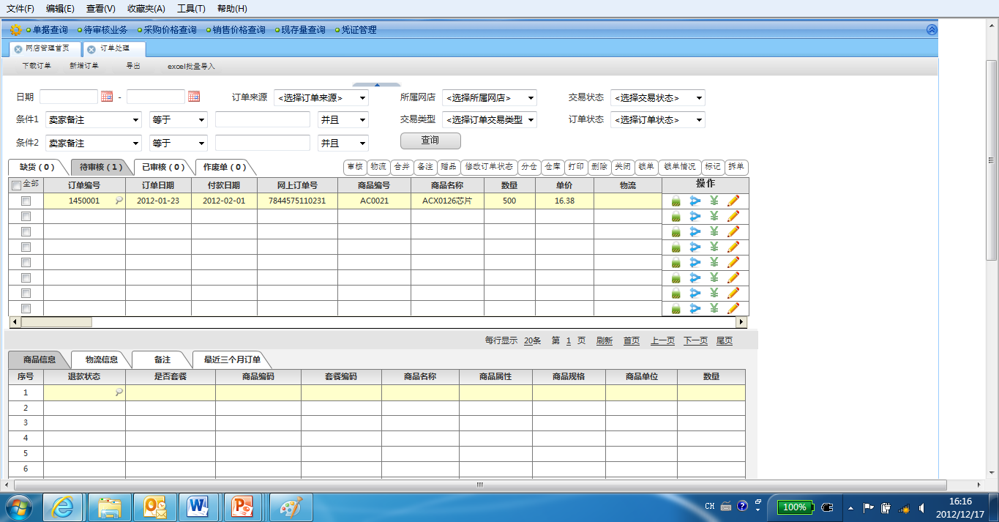 文件(F) 编辑(E) 查看(V) 收藏夹(A) 工具(T) 帮助(H)
单据查询 待审核业务 采购价格查询 销售价格查询 现存量查询 凭证管理
网店管理首页 订单处理
下载订单 新增订单 导出 excel批量导入
日期 - 订单来源 <选择订单来源> 所属网店 <选择所属网店> 交易状态 <选择交易状态>
条件1 卖家备注 等于 并且 交易类型 <选择订单交易类型 订单状态 <选择订单状态>
条件2 卖家备注 等于 并且 查询
缺货(0) 待审核(1) 已审核(0) 作废单(0) 审核 物流 合并 备注 赠品 修改订单状态 分仓 仓库 打印 删除 关闭 锁单 锁单情况 标记 拆单
全部 订单编号 订单日期 付款日期 网上订单号 商品编号 商品名称 数量 单价 物流 操作
1450001 2012-01-23 2012-02-01 7844575110231 AC0021 ACX0126芯片 500 16.38
每行显示 20条 第 1 页 刷新 首页 上一页 下一页 尾页
商品信息 物流信息 备注 最近三个月订单
序号 退款状态 是否套餐 商品编码 套餐编码 商品名称 商品属性 商品规格 商品单位 数量
1
2
3
4
5
6
CH 100% 16:16
2012/12/17